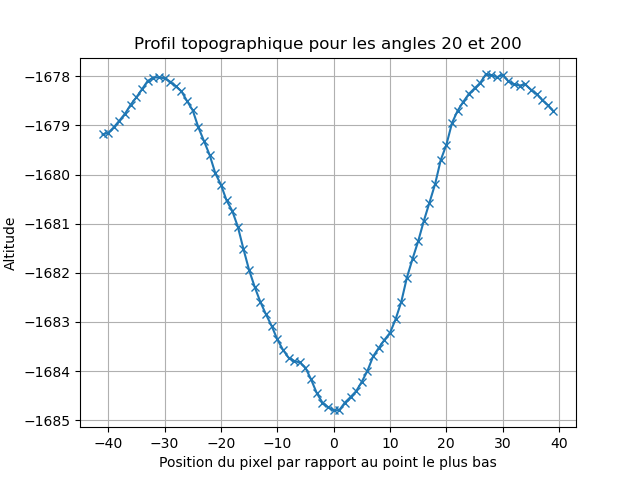 Profil topographique pour les angles 20 et 200
−1678
−1679
−1680
−1681
−1682
−1683
−1684
−1685
Altitude
−40 −30 −20 −10 0 10 20 30 40
Position du pixel par rapport au point le plus bas